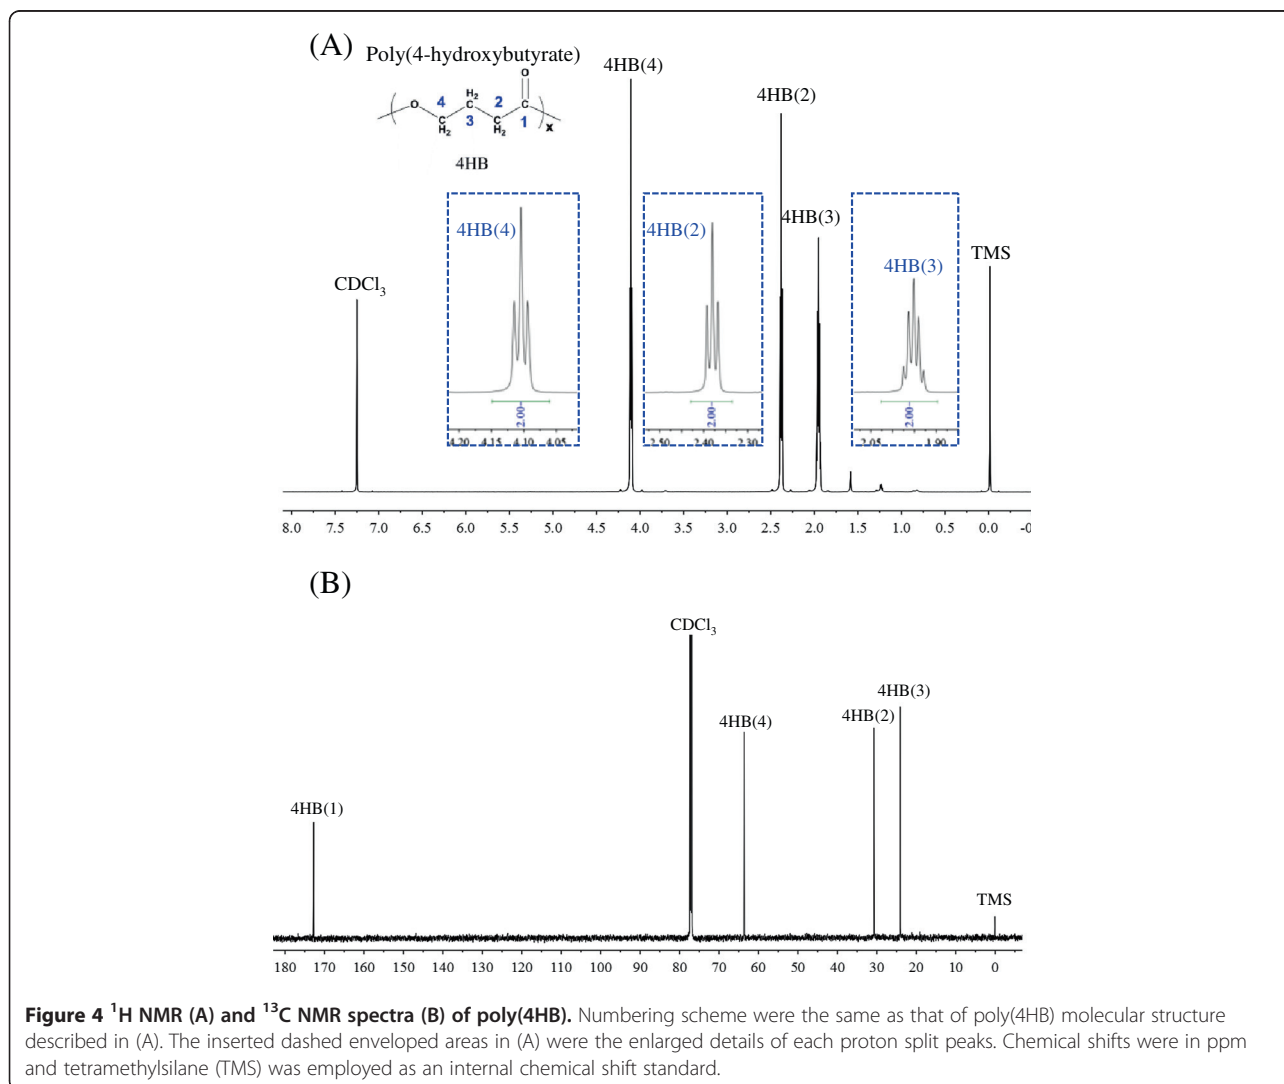 (A)
Poly(4-hydroxybutyrate)
O
4
H₂
C
3
2
O
C
H₂
C
H₂
C
1
x
4HB
4HB(4)
4HB(2)
4HB(3)
TMS
CDCl₃
4HB(4)
2.00
4.20 4.15 4.10 4.05
4HB(2)
2.00
2.50 2.40 2.30
4HB(3)
2.00
2.05 1.90
8.0 7.5 7.0 6.5 6.0 5.5 5.0 4.5 4.0 3.5 3.0 2.5 2.0 1.5 1.0 0.5 0.0 -0
(B)
CDCl₃
4HB(3)
4HB(4)
4HB(2)
4HB(1)
TMS
180 170 160 150 140 130 120 110 100 90 80 70 60 50 40 30 20 10 0
Figure 4 ¹H NMR (A) and ¹³C NMR spectra (B) of poly(4HB). Numbering scheme were the same as that of poly(4HB) molecular structure
described in (A). The inserted dashed enveloped areas in (A) were the enlarged details of each proton split peaks. Chemical shifts were in ppm
and tetramethylsilane (TMS) was employed as an internal chemical shift standard.